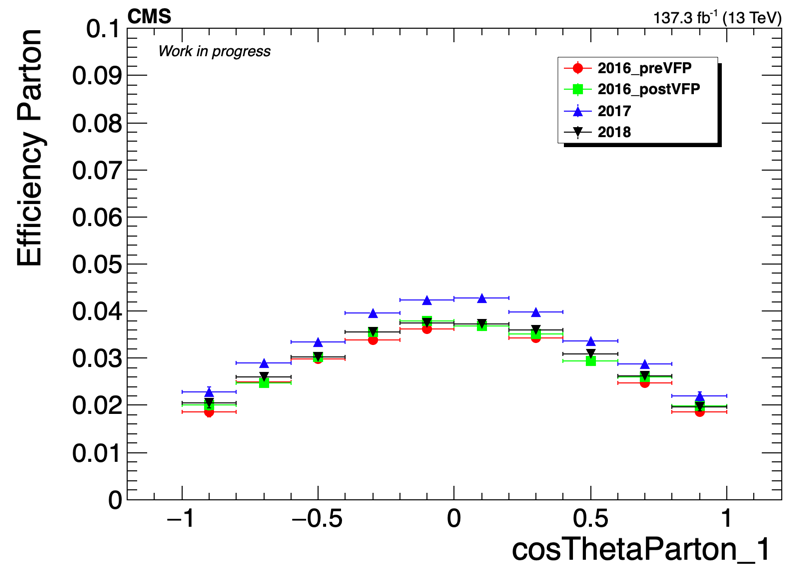 CMS 137.3 fb⁻¹ (13 TeV)
Work in progress
2016_preVFP
2016_postVFP
2017
2018
Efficiency Parton
0.1
0.09
0.08
0.07
0.06
0.05
0.04
0.03
0.02
0.01
0
−1 −0.5 0 0.5 1
cosThetaParton_1